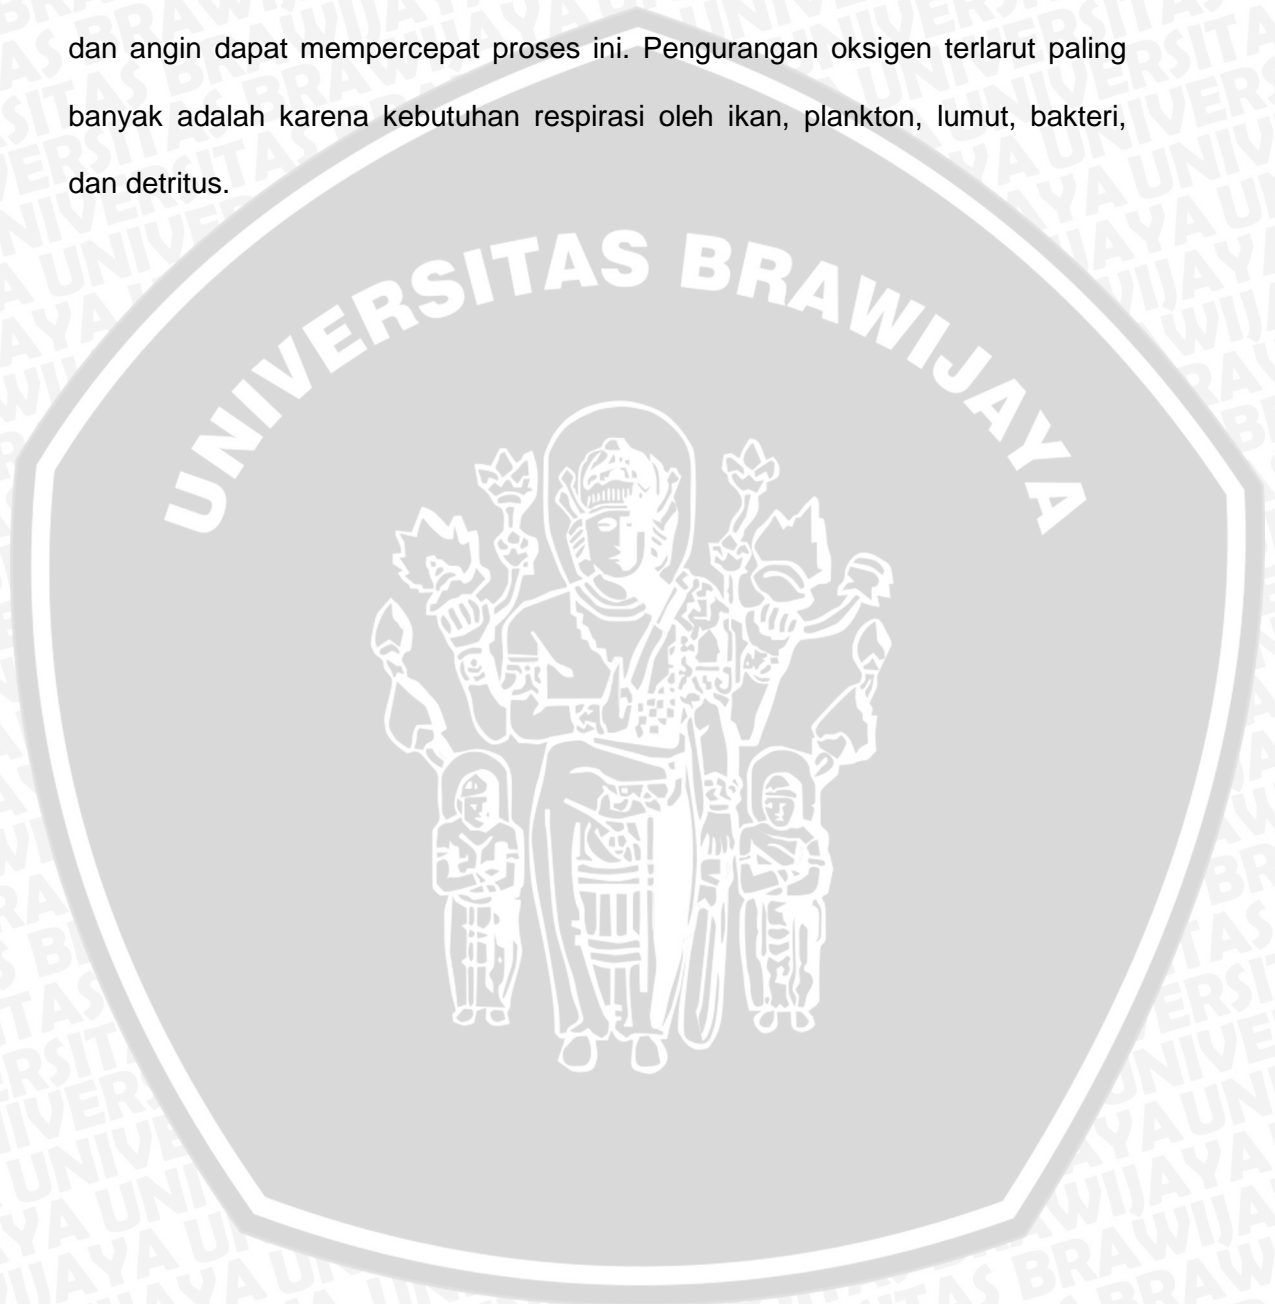 dan angin dapat mempercepat proses ini. Pengurangan oksigen terlarut paling
banyak adalah karena kebutuhan respirasi oleh ikan, plankton, lumut, bakteri,
dan detritus.
UNIVERSITAS BRAWIJAYA